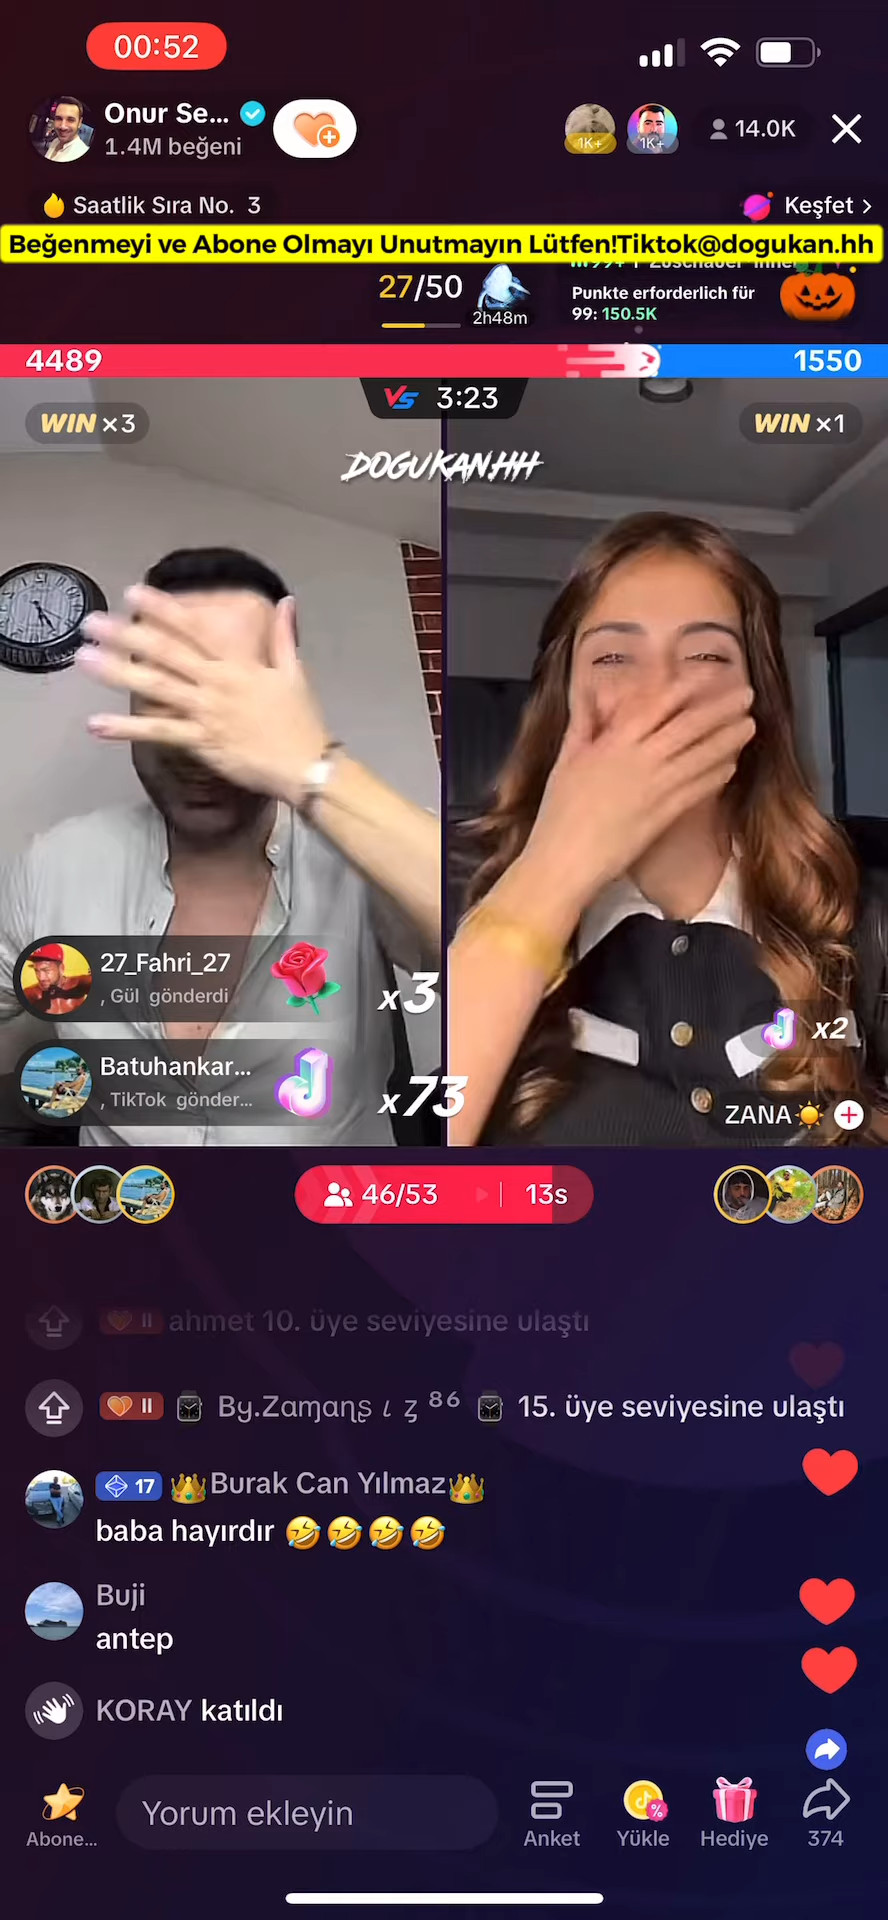 00:52
Onur Se...
1.4M beğeni
1K+
1K+
14.0K
Saatlik Sıra No. 3
Keşfet >
Beğenmeyi ve Abone Olmayı Unutmayın Lütfen!Tiktok@dogukan.hh
27/50
2h48m
Punkte erforderlich für
99: 150.5K
4489
1550
VS 3:23
WIN x3
WIN x1
DOGUKAN.HH
27_Fahri_27
, Gül gönderdi
x3
Batuhankar...
, TikTok gönder...
x73
x2
ZANA
46/53
13s
ahmet 10. üye seviyesine ulaştı
By.Zaɱaɳʂ ɩ ʒ ⁸⁶ 15. üye seviyesine ulaştı
17 Burak Can Yılmaz
baba hayırdır 🤣🤣🤣🤣
Buji
antep
KORAY katıldı
Abone...
Yorum ekleyin
Anket
Yükle
Hediye
374